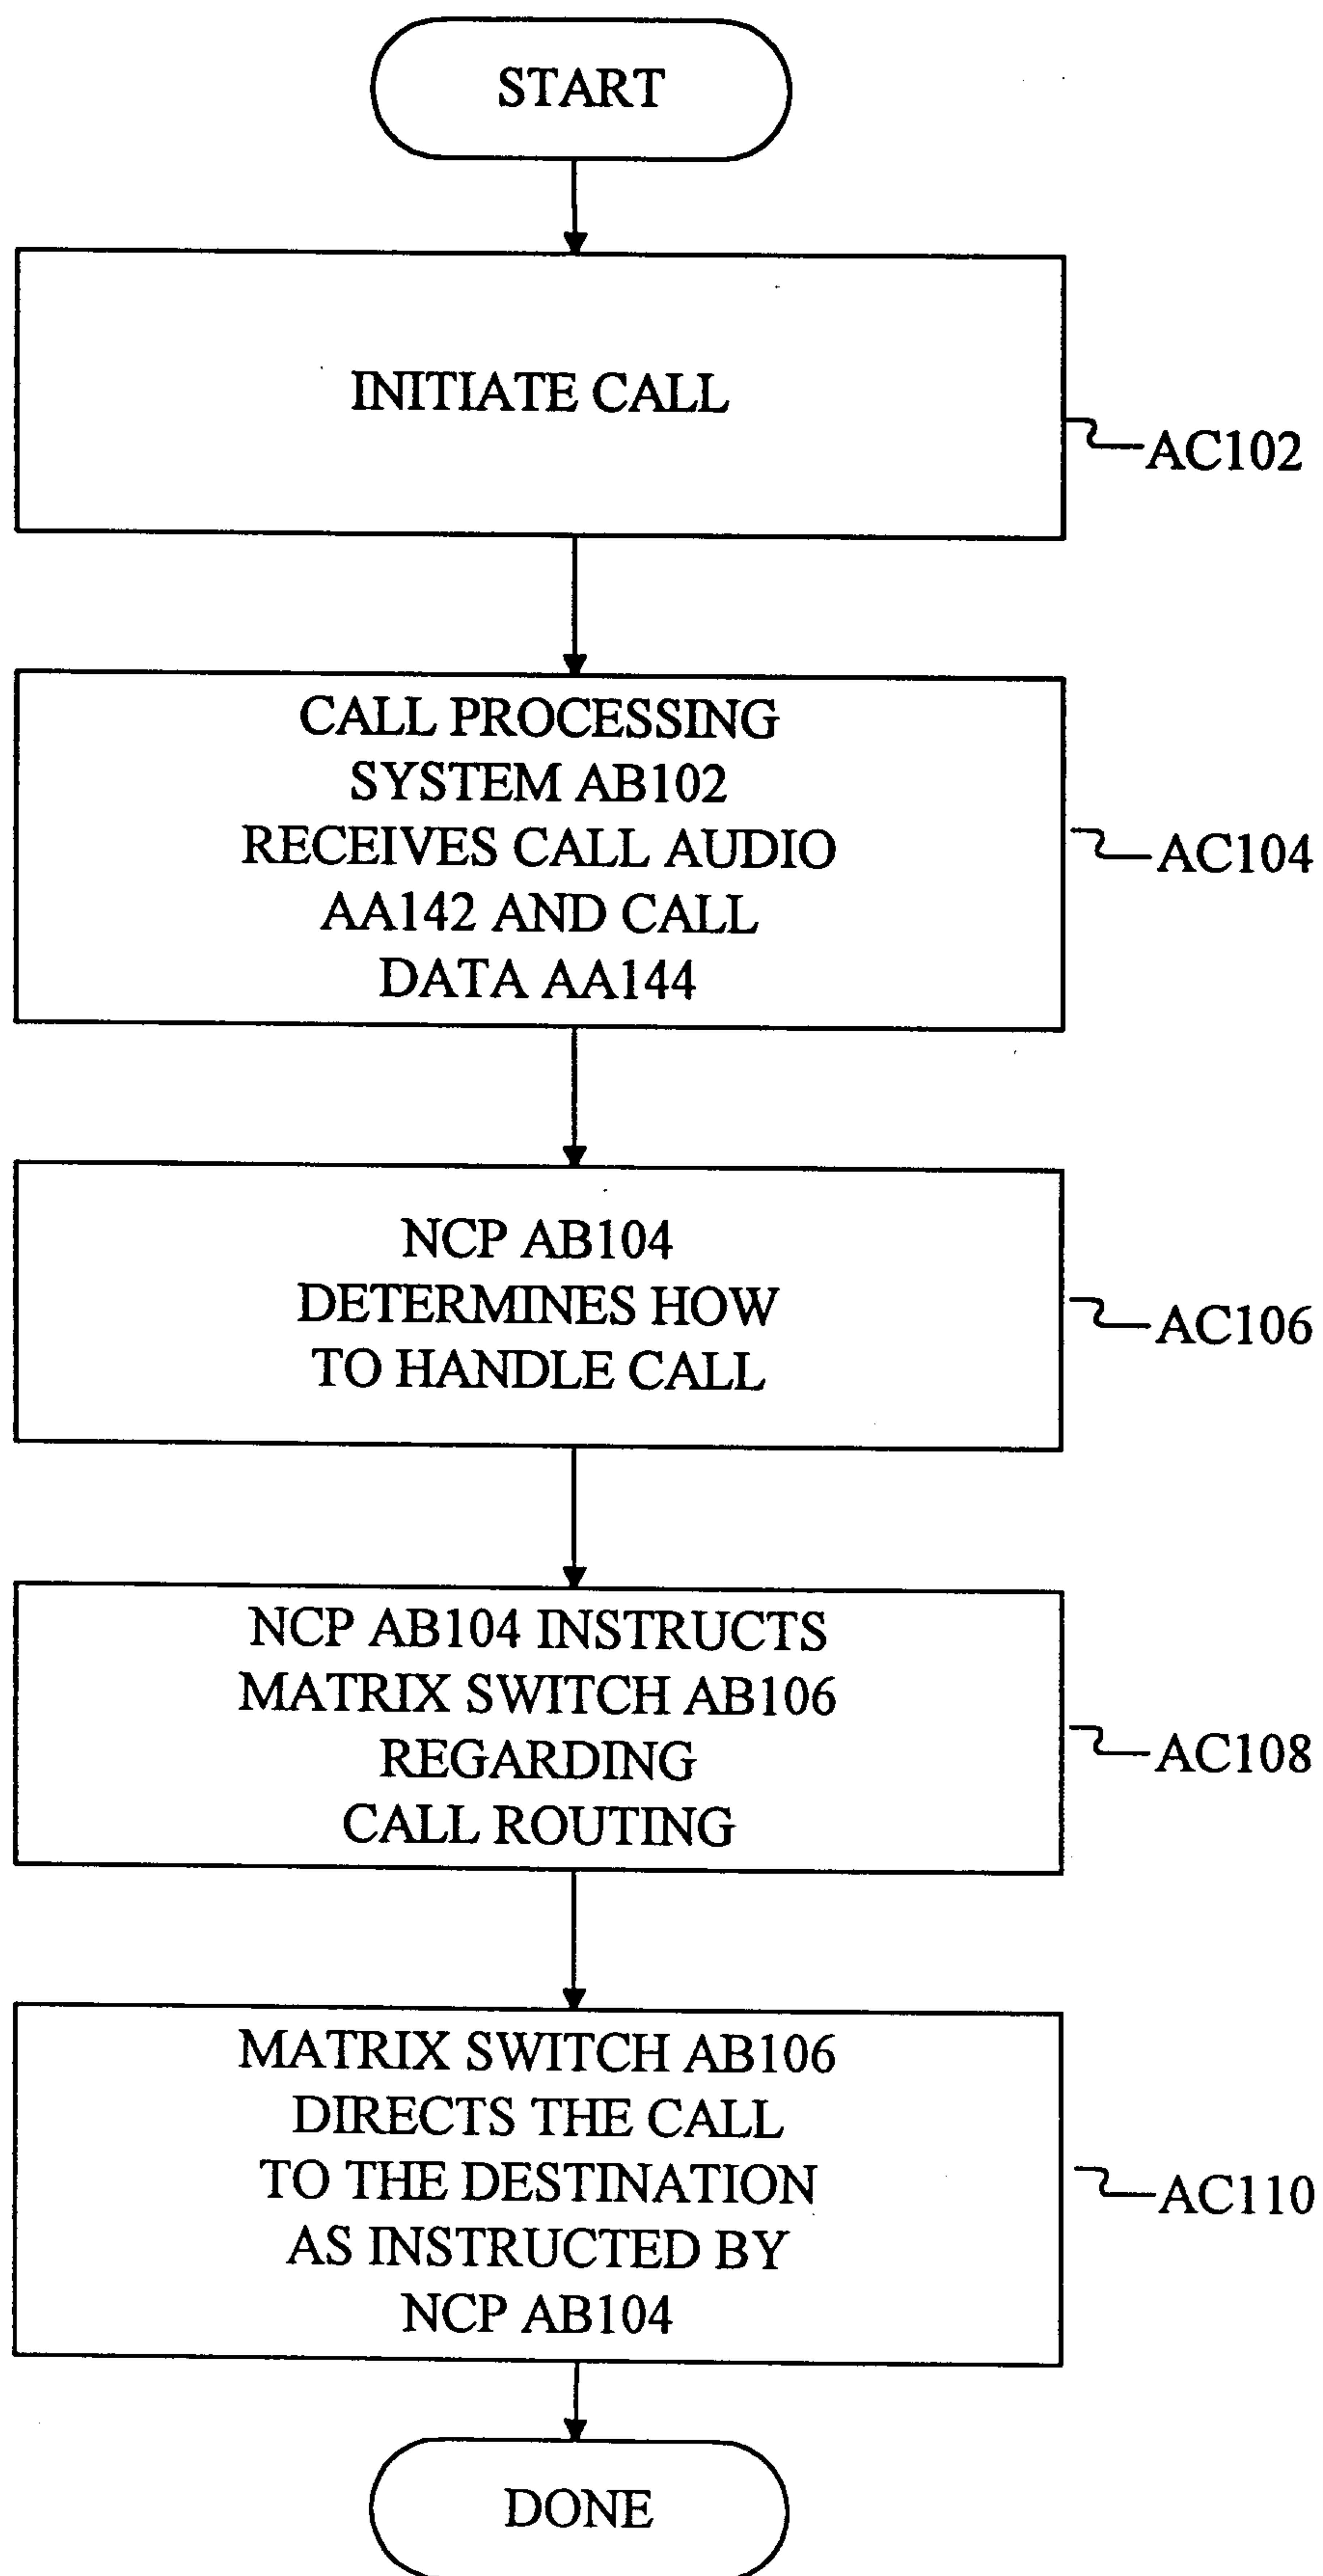 START
INITIATE CALL
AC102
CALL PROCESSING
SYSTEM AB102
RECEIVES CALL AUDIO
AA142 AND CALL
DATA AA144
AC104
NCP AB104
DETERMINES HOW
TO HANDLE CALL
AC106
NCP AB104 INSTRUCTS
MATRIX SWITCH AB106
REGARDING
CALL ROUTING
AC108
MATRIX SWITCH AB106
DIRECTS THE CALL
TO THE DESTINATION
AS INSTRUCTED BY
NCP AB104
AC110
DONE